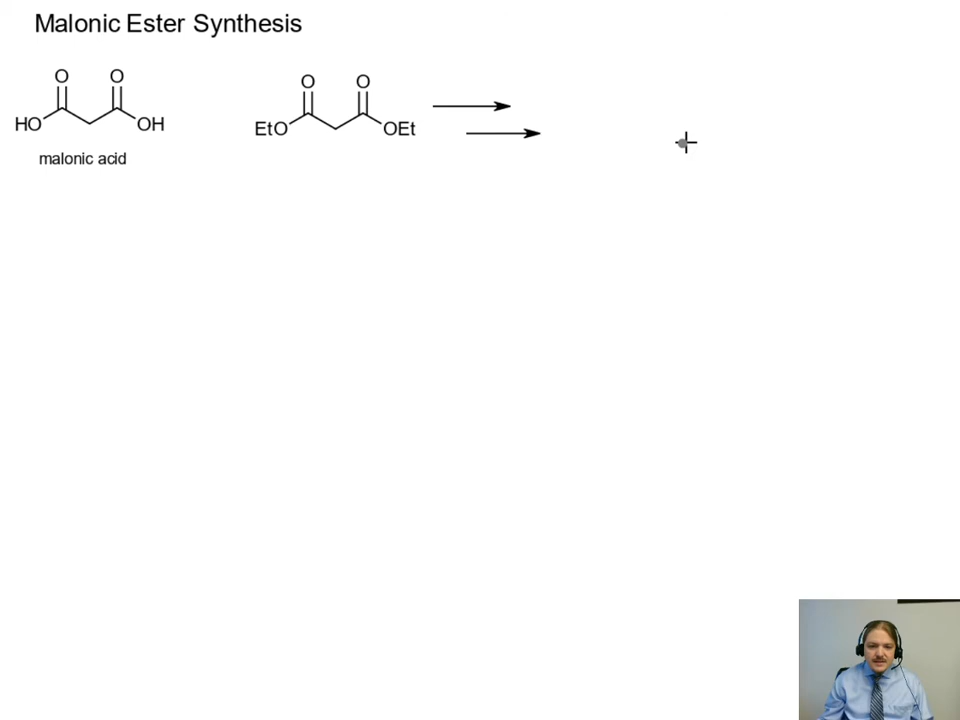 Malonic Ester Synthesis
O O O O
HO OH EtO OEt
malonic acid